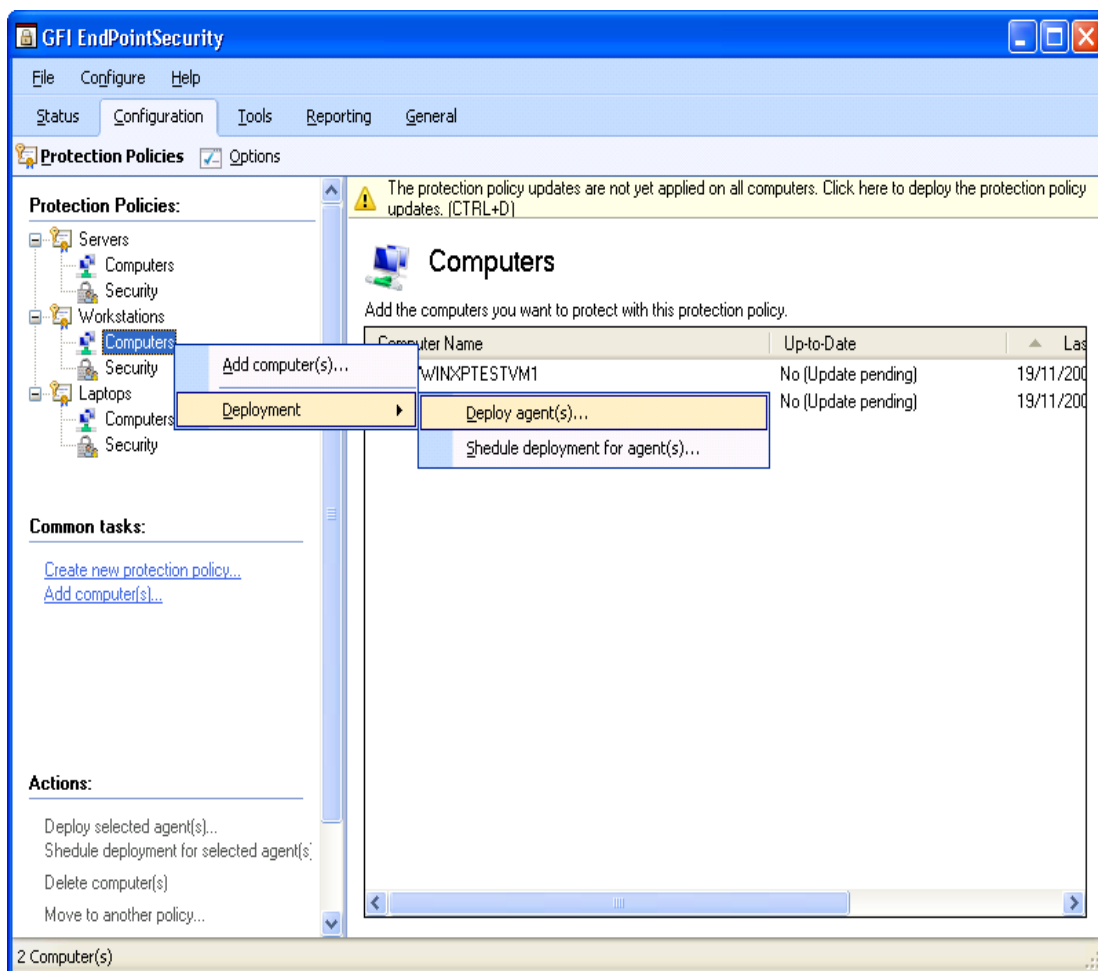 GFI EndPointSecurity
File Configure Help
Status Configuration Tools Reporting General
Protection Policies Options
Protection Policies:
Servers
Computers
Security
Workstations
Computers
Security
Laptops
Computers
Security
Add computer(s)...
Deployment
Deploy agent(s)...
Shedule deployment for agent(s)...
Common tasks:
Create new protection policy...
Add computer(s)...
Actions:
Deploy selected agent(s)...
Shedule deployment for selected agent(s
Delete computer(s)
Move to another policy...
The protection policy updates are not yet applied on all computers. Click here to deploy the protection policy
updates. (CTRL+D)
Computers
Add the computers you want to protect with this protection policy.
Computer Name Up-to-Date Las
WINXPTESTVM1 No (Update pending) 19/11/200
No (Update pending) 19/11/200
2 Computer(s)